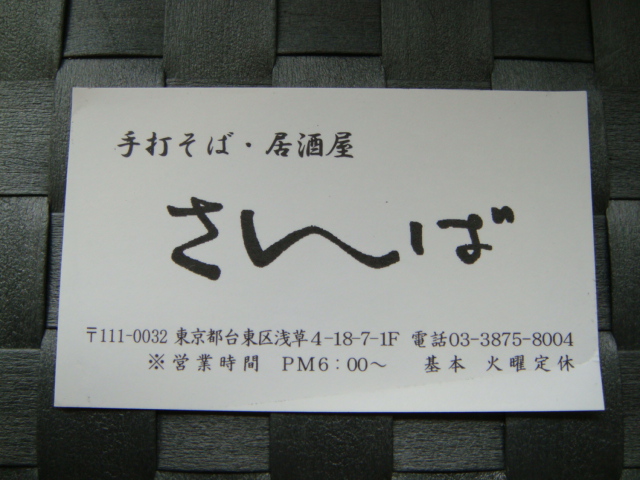 手打そば・居酒屋
さんば
〒111-0032 東京都台東区浅草4-18-7-1F 電話03-3875-8004
※営業時間 PM6:00〜 基本 火曜定休